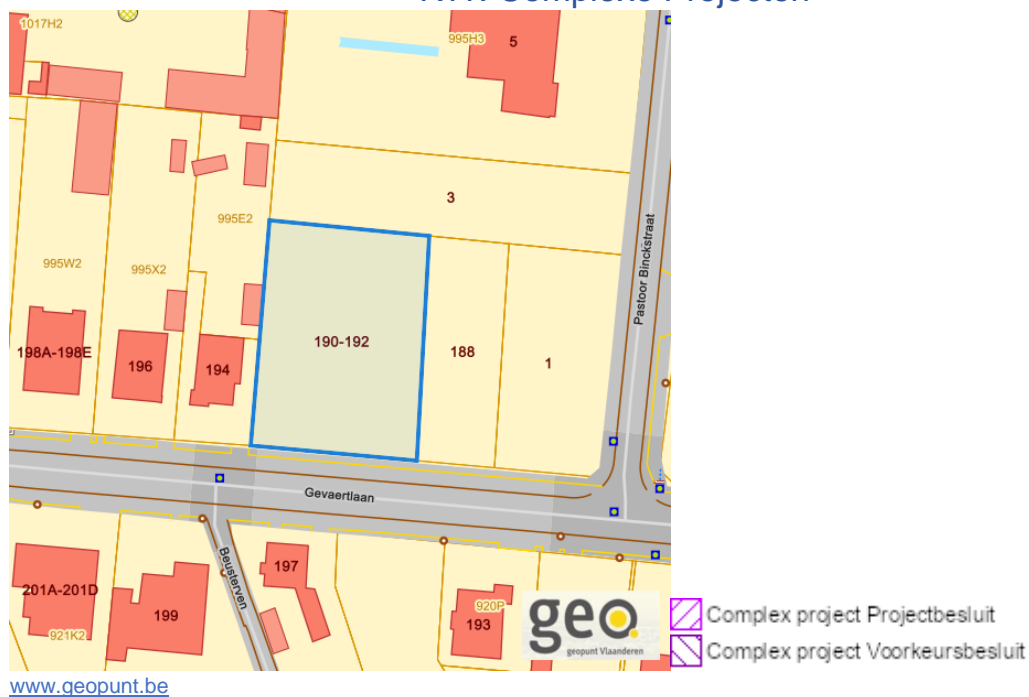 1017H2
995H3
5
3
995E2
995W2
995X2
190-192
188
1
198A-198E
196
194
Pastoor Binckstraat
Gevaertlaan
Beusterven
201A-201D
921K2
199
197
920P
193
geo
geopunt Vlaanderen
Complex project Projectbesluit
Complex project Voorkeursbesluit
www.geopunt.be